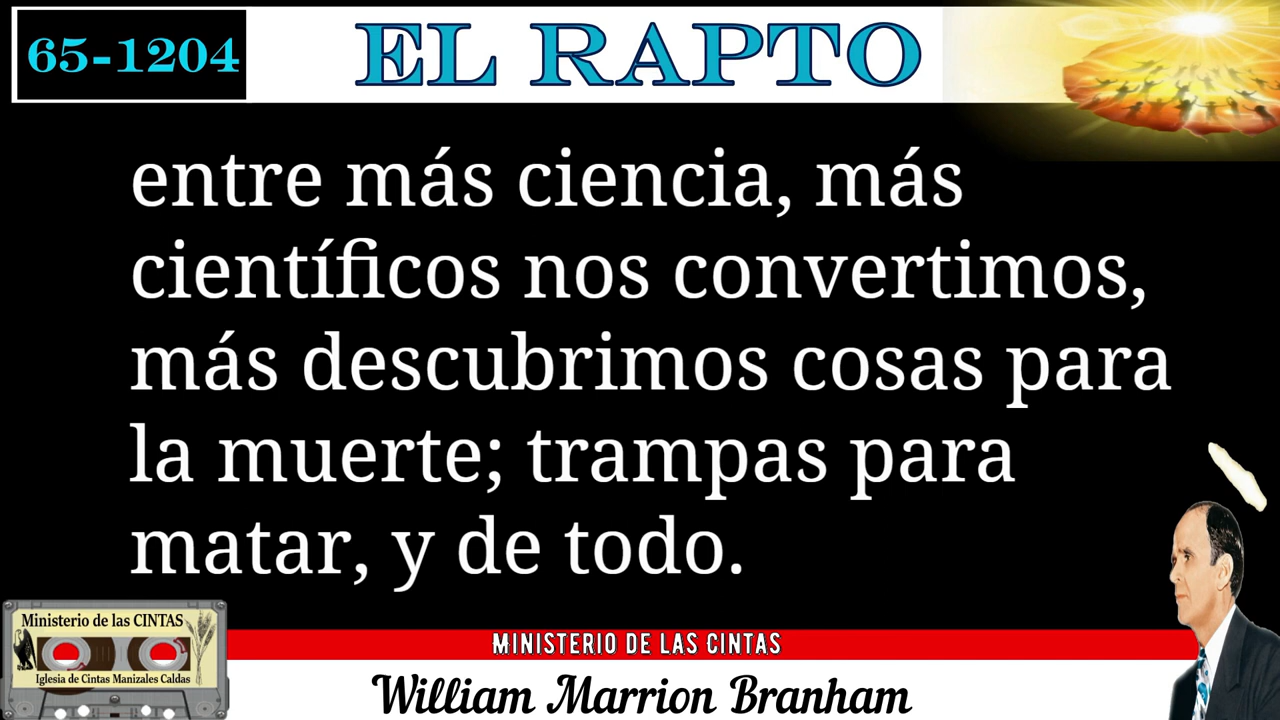 65-1204
EL RAPTO
entre más ciencia, más
científicos nos convertimos,
más descubrimos cosas para
la muerte; trampas para
matar, y de todo.
Ministerio de las CINTAS
Iglesia de Cintas Manizales Caldas
MINISTERIO DE LAS CINTAS
William Marrion Branham